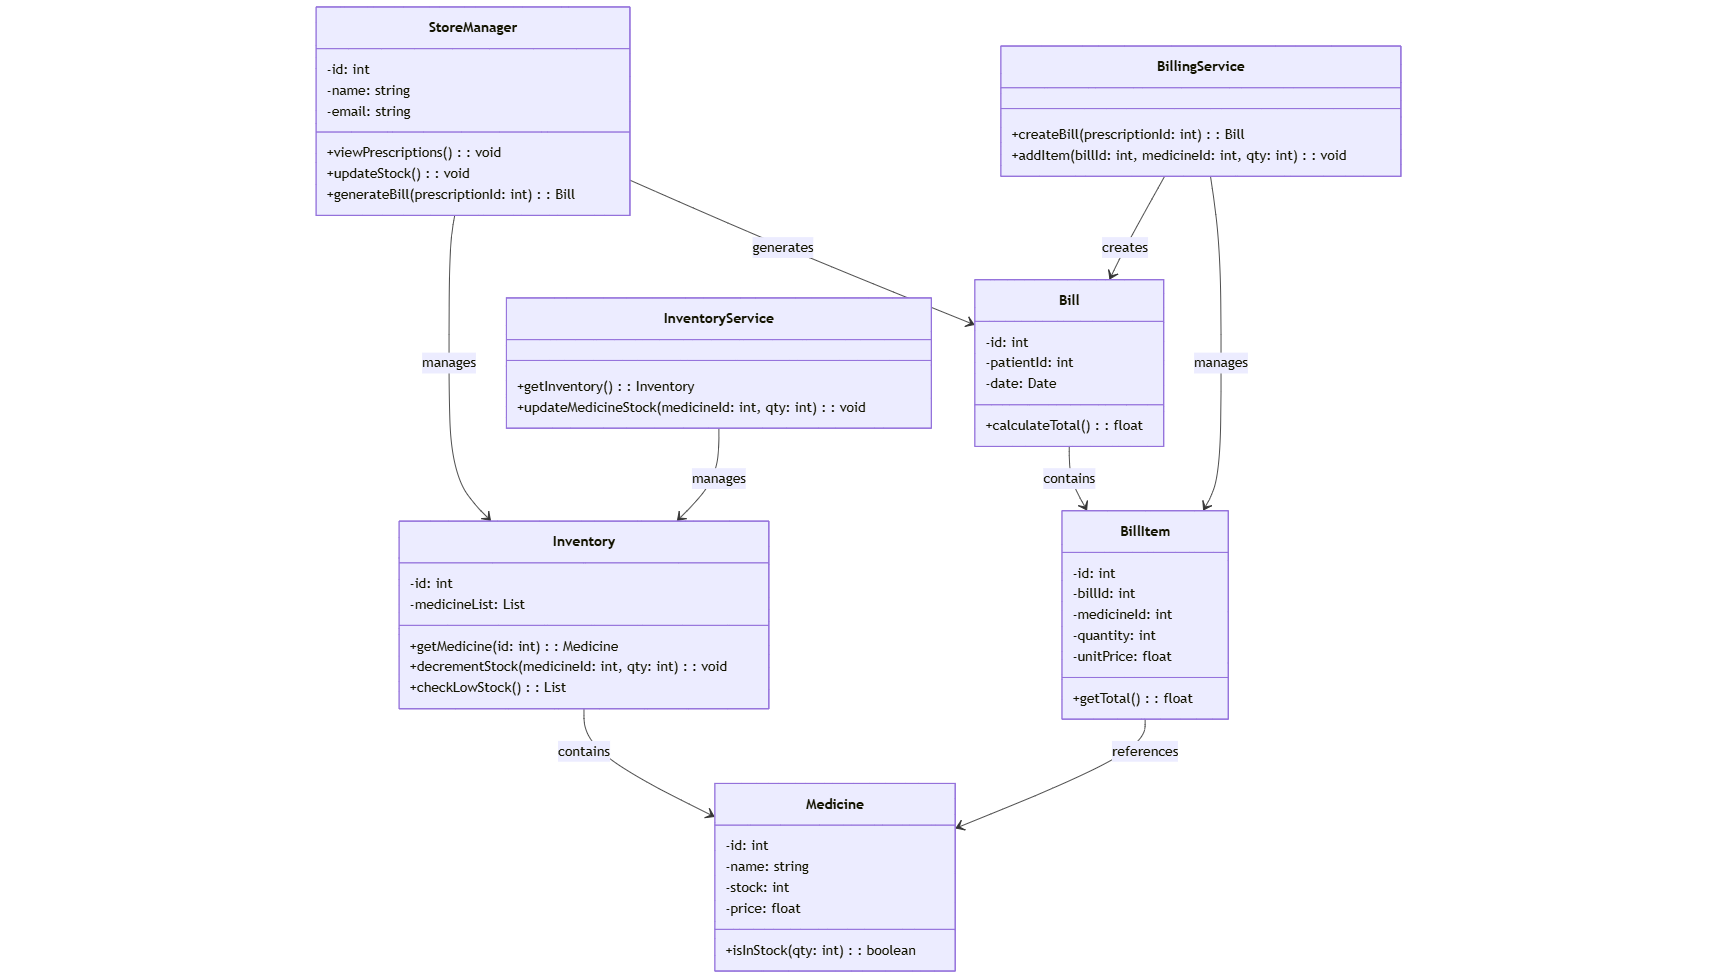 StoreManager
-id: int
-name: string
-email: string
+viewPrescriptions() : : void
+updateStock() : : void
+generateBill(prescriptionId: int) : : Bill
BillingService
+createBill(prescriptionId: int) : : Bill
+addItem(billId: int, medicineId: int, qty: int) : : void
generates
creates
InventoryService
+getInventory() : : Inventory
+updateMedicineStock(medicineId: int, qty: int) : : void
Bill
-id: int
-patientId: int
-date: Date
+calculateTotal() : : float
manages
manages
manages
contains
Inventory
-id: int
-medicineList: List
+getMedicine(id: int) : : Medicine
+decrementStock(medicineId: int, qty: int) : : void
+checkLowStock() : : List
BillItem
-id: int
-billId: int
-medicineId: int
-quantity: int
-unitPrice: float
+getTotal() : : float
contains
references
Medicine
-id: int
-name: string
-stock: int
-price: float
+isInStock(qty: int) : : boolean